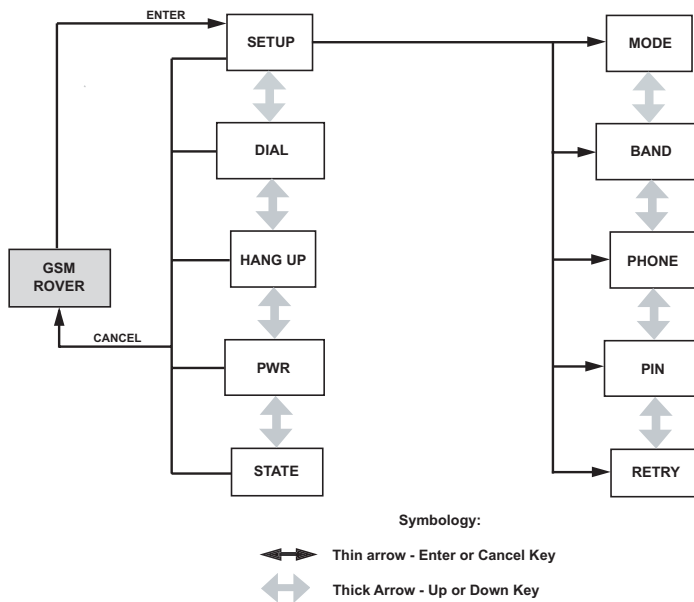 ENTER
SETUP
MODE
DIAL
BAND
HANG UP
PHONE
GSM
ROVER
CANCEL
PWR
PIN
STATE
RETRY
Symbology:
Thin arrow - Enter or Cancel Key
Thick Arrow - Up or Down Key